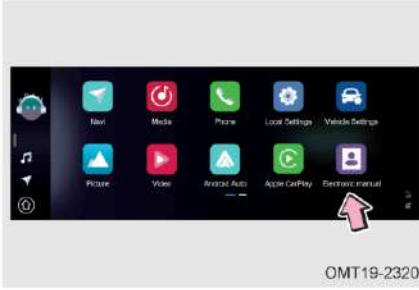 Navi
Media
Phone
Local Settings
Vehicle Settings
Picture
Video
Android Auto
Apple CarPlay
Electronic manual
OMT19-2320